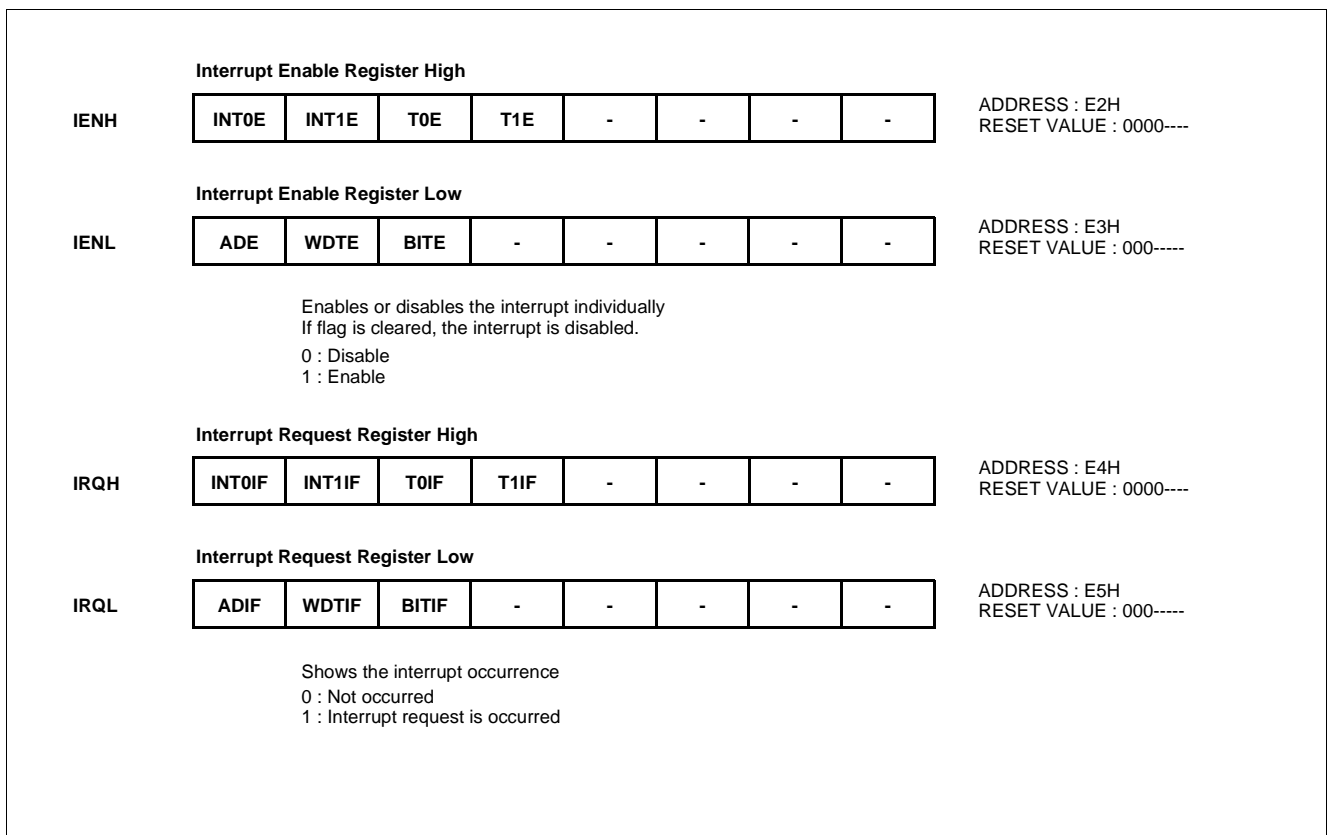 Interrupt Enable Register High
IENH INT0E INT1E T0E T1E - - - - ADDRESS : E2H
RESET VALUE : 0000----
Interrupt Enable Register Low
IENL ADE WDTE BITE - - - - - ADDRESS : E3H
RESET VALUE : 000-----
Enables or disables the interrupt individually
If flag is cleared, the interrupt is disabled.
0 : Disable
1 : Enable
Interrupt Request Register High
IRQH INT0IF INT1IF T0IF T1IF - - - - ADDRESS : E4H
RESET VALUE : 0000----
Interrupt Request Register Low
IRQL ADIF WDTIF BITIF - - - - - ADDRESS : E5H
RESET VALUE : 000-----
Shows the interrupt occurrence
0 : Not occurred
1 : Interrupt request is occurred